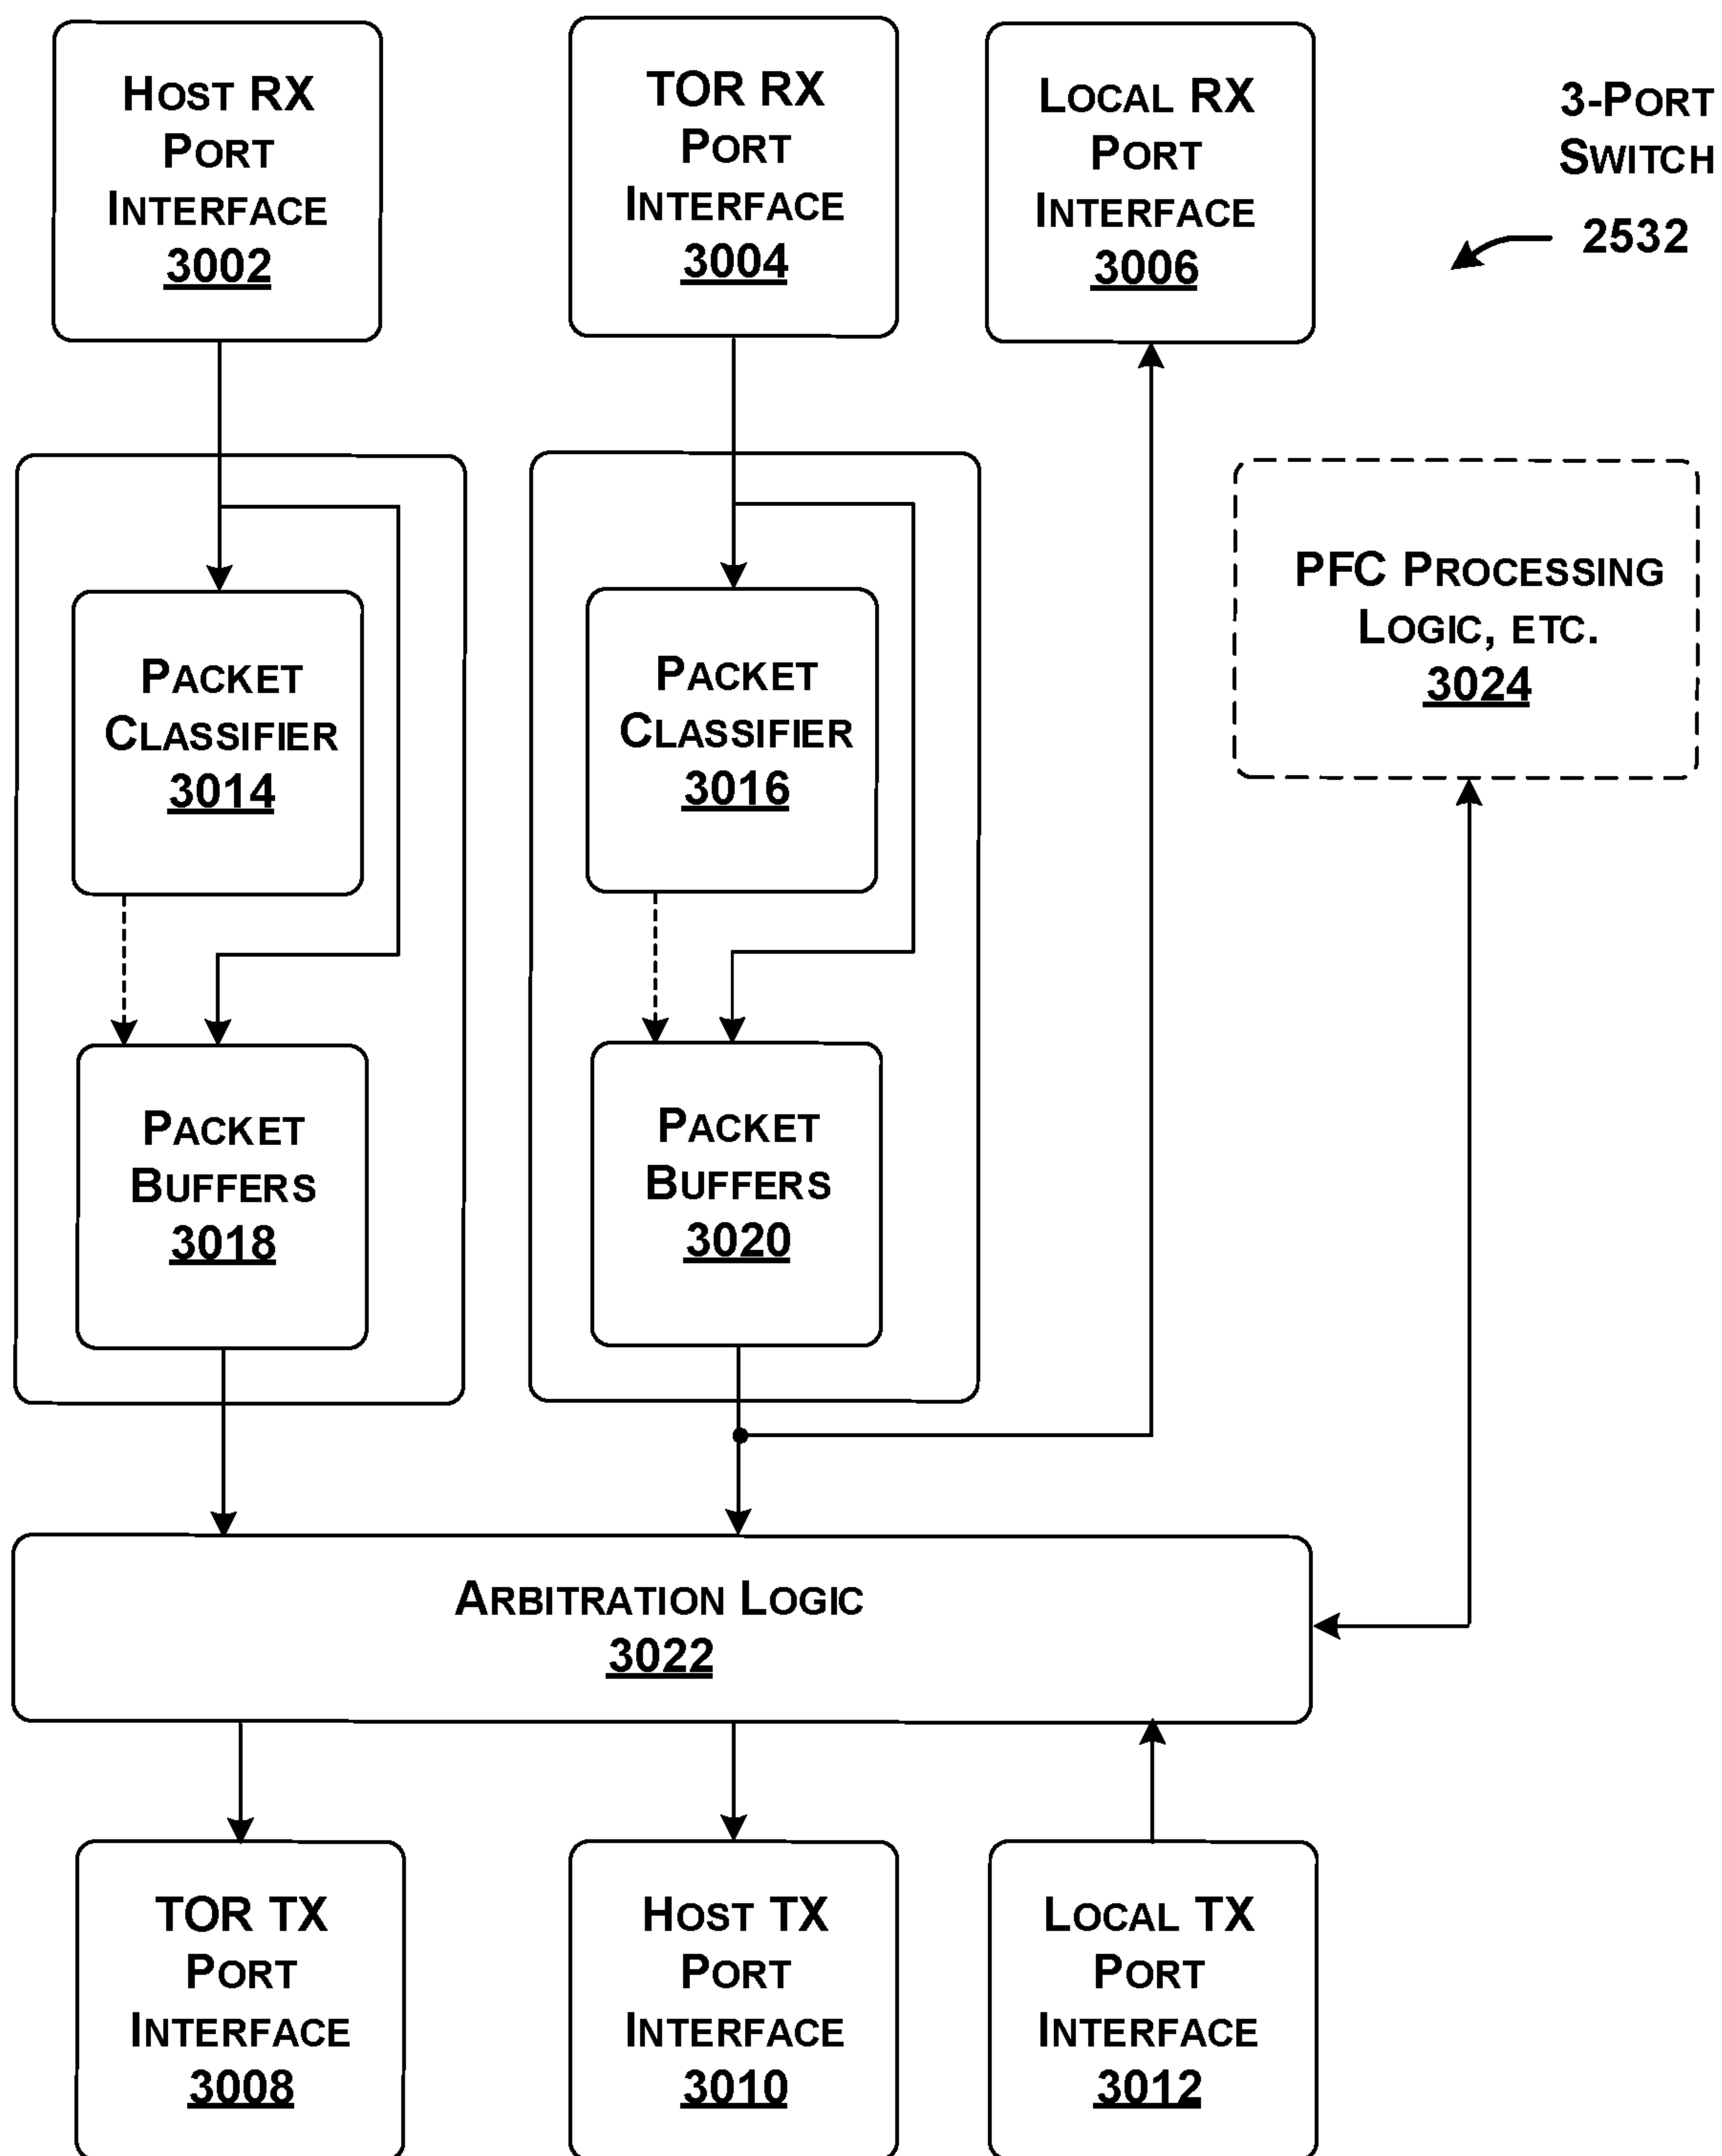 HOST RX
PORT
INTERFACE
3002
TOR RX
PORT
INTERFACE
3004
LOCAL RX
PORT
INTERFACE
3006
3-PORT
SWITCH
2532
PACKET
CLASSIFIER
3014
PACKET
CLASSIFIER
3016
PFC PROCESSING
LOGIC, ETC.
3024
PACKET
BUFFERS
3018
PACKET
BUFFERS
3020
ARBITRATION LOGIC
3022
TOR TX
PORT
INTERFACE
3008
HOST TX
PORT
INTERFACE
3010
LOCAL TX
PORT
INTERFACE
3012